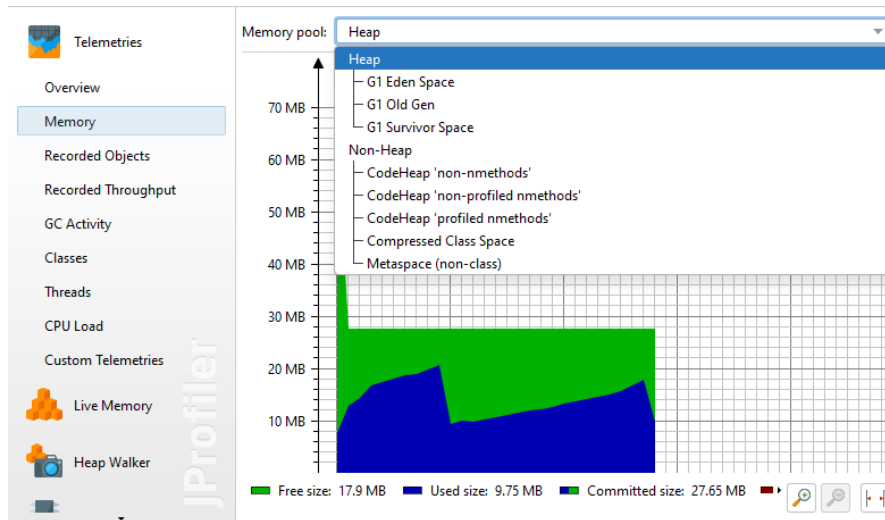 Telemetries
Overview
Memory
Recorded Objects
Recorded Throughput
GC Activity
Classes
Threads
CPU Load
Custom Telemetries
Live Memory
Heap Walker
JProfiler
Memory pool: Heap
Heap
G1 Eden Space
G1 Old Gen
G1 Survivor Space
Non-Heap
CodeHeap 'non-nmethods'
CodeHeap 'non-profiled nmethods'
CodeHeap 'profiled nmethods'
Compressed Class Space
Metaspace (non-class)
70 MB
60 MB
50 MB
40 MB
30 MB
20 MB
10 MB
Free size: 17.9 MB Used size: 9.75 MB Committed size: 27.65 MB